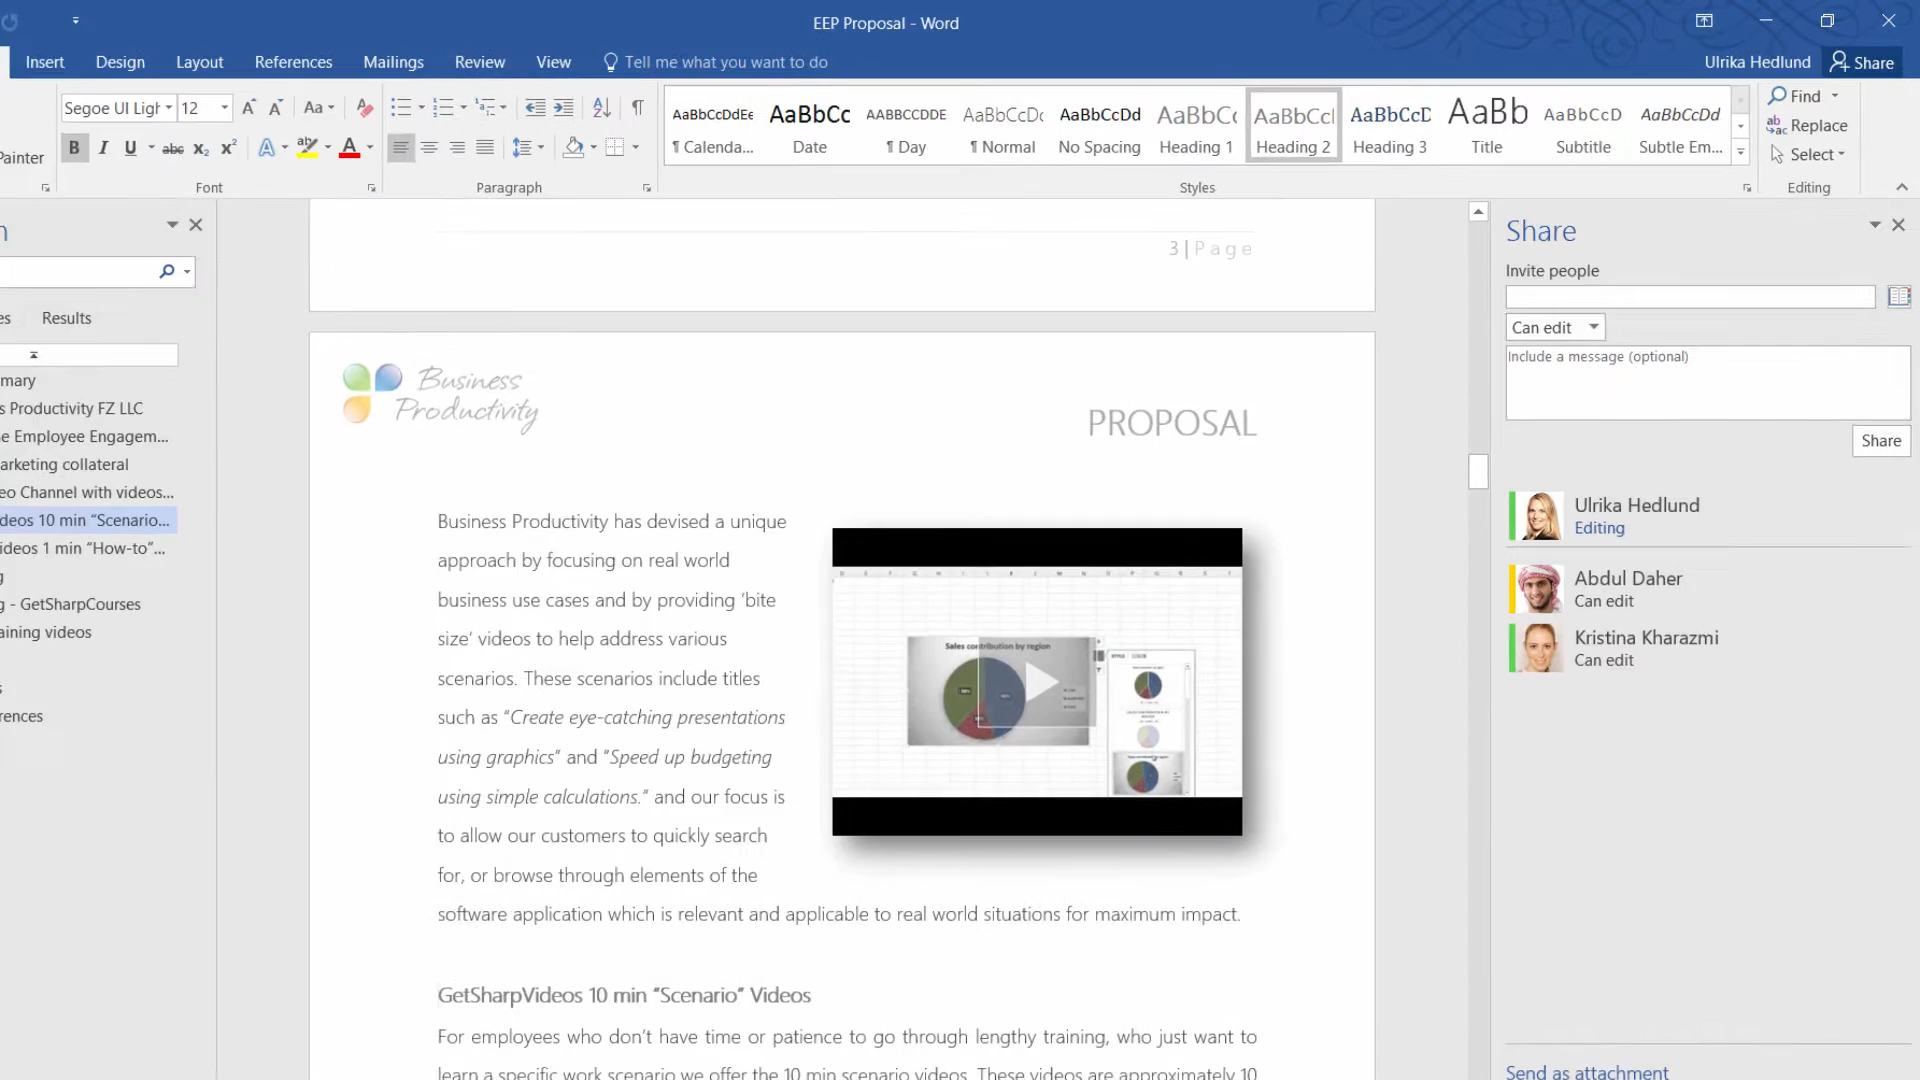 EEP Proposal - Word
Insert
Design
Layout
References
Mailings
Review
View
Tell me what you want to do
Ulrika Hedlund
Share
Painter
Segoe UI Ligh
12
Aa
B I U abc x₂ x²
A
A
Font
Paragraph
AaBbCcDdEe
¶ Calenda...
AaBbCc
Date
AABBCCDDE
¶ Day
AaBbCcDc
¶ Normal
AaBbCcDd
No Spacing
AaBbCc
Heading 1
AaBbCcl
Heading 2
AaBbCcD
Heading 3
AaBb
Title
AaBbCcD
Subtitle
AaBbCcDd
Subtle Em...
Styles
Find
Replace
Select
Editing
Results
mary
s Productivity FZ LLC
e Employee Engagem...
arketing collateral
eo Channel with videos...
deos 10 min “Scenario...
ideos 1 min “How-to”...
g
g - GetSharpCourses
aining videos
s
rences
3 | Page
Business
Productivity
PROPOSAL
Business Productivity has devised a unique
approach by focusing on real world
business use cases and by providing ‘bite
size’ videos to help address various
scenarios. These scenarios include titles
such as “Create eye-catching presentations
using graphics” and “Speed up budgeting
using simple calculations.” and our focus is
to allow our customers to quickly search
for, or browse through elements of the
software application which is relevant and applicable to real world situations for maximum impact.
Sales contribution by region
STYLE
COLOR
GetSharpVideos 10 min “Scenario” Videos
For employees who don’t have time or patience to go through lengthy training, who just want to
learn a specific work scenario we offer the 10 min scenario videos. These videos are approximately 10
Share
Invite people
Can edit
Include a message (optional)
Share
Ulrika Hedlund
Editing
Abdul Daher
Can edit
Kristina Kharazmi
Can edit
Send as attachment